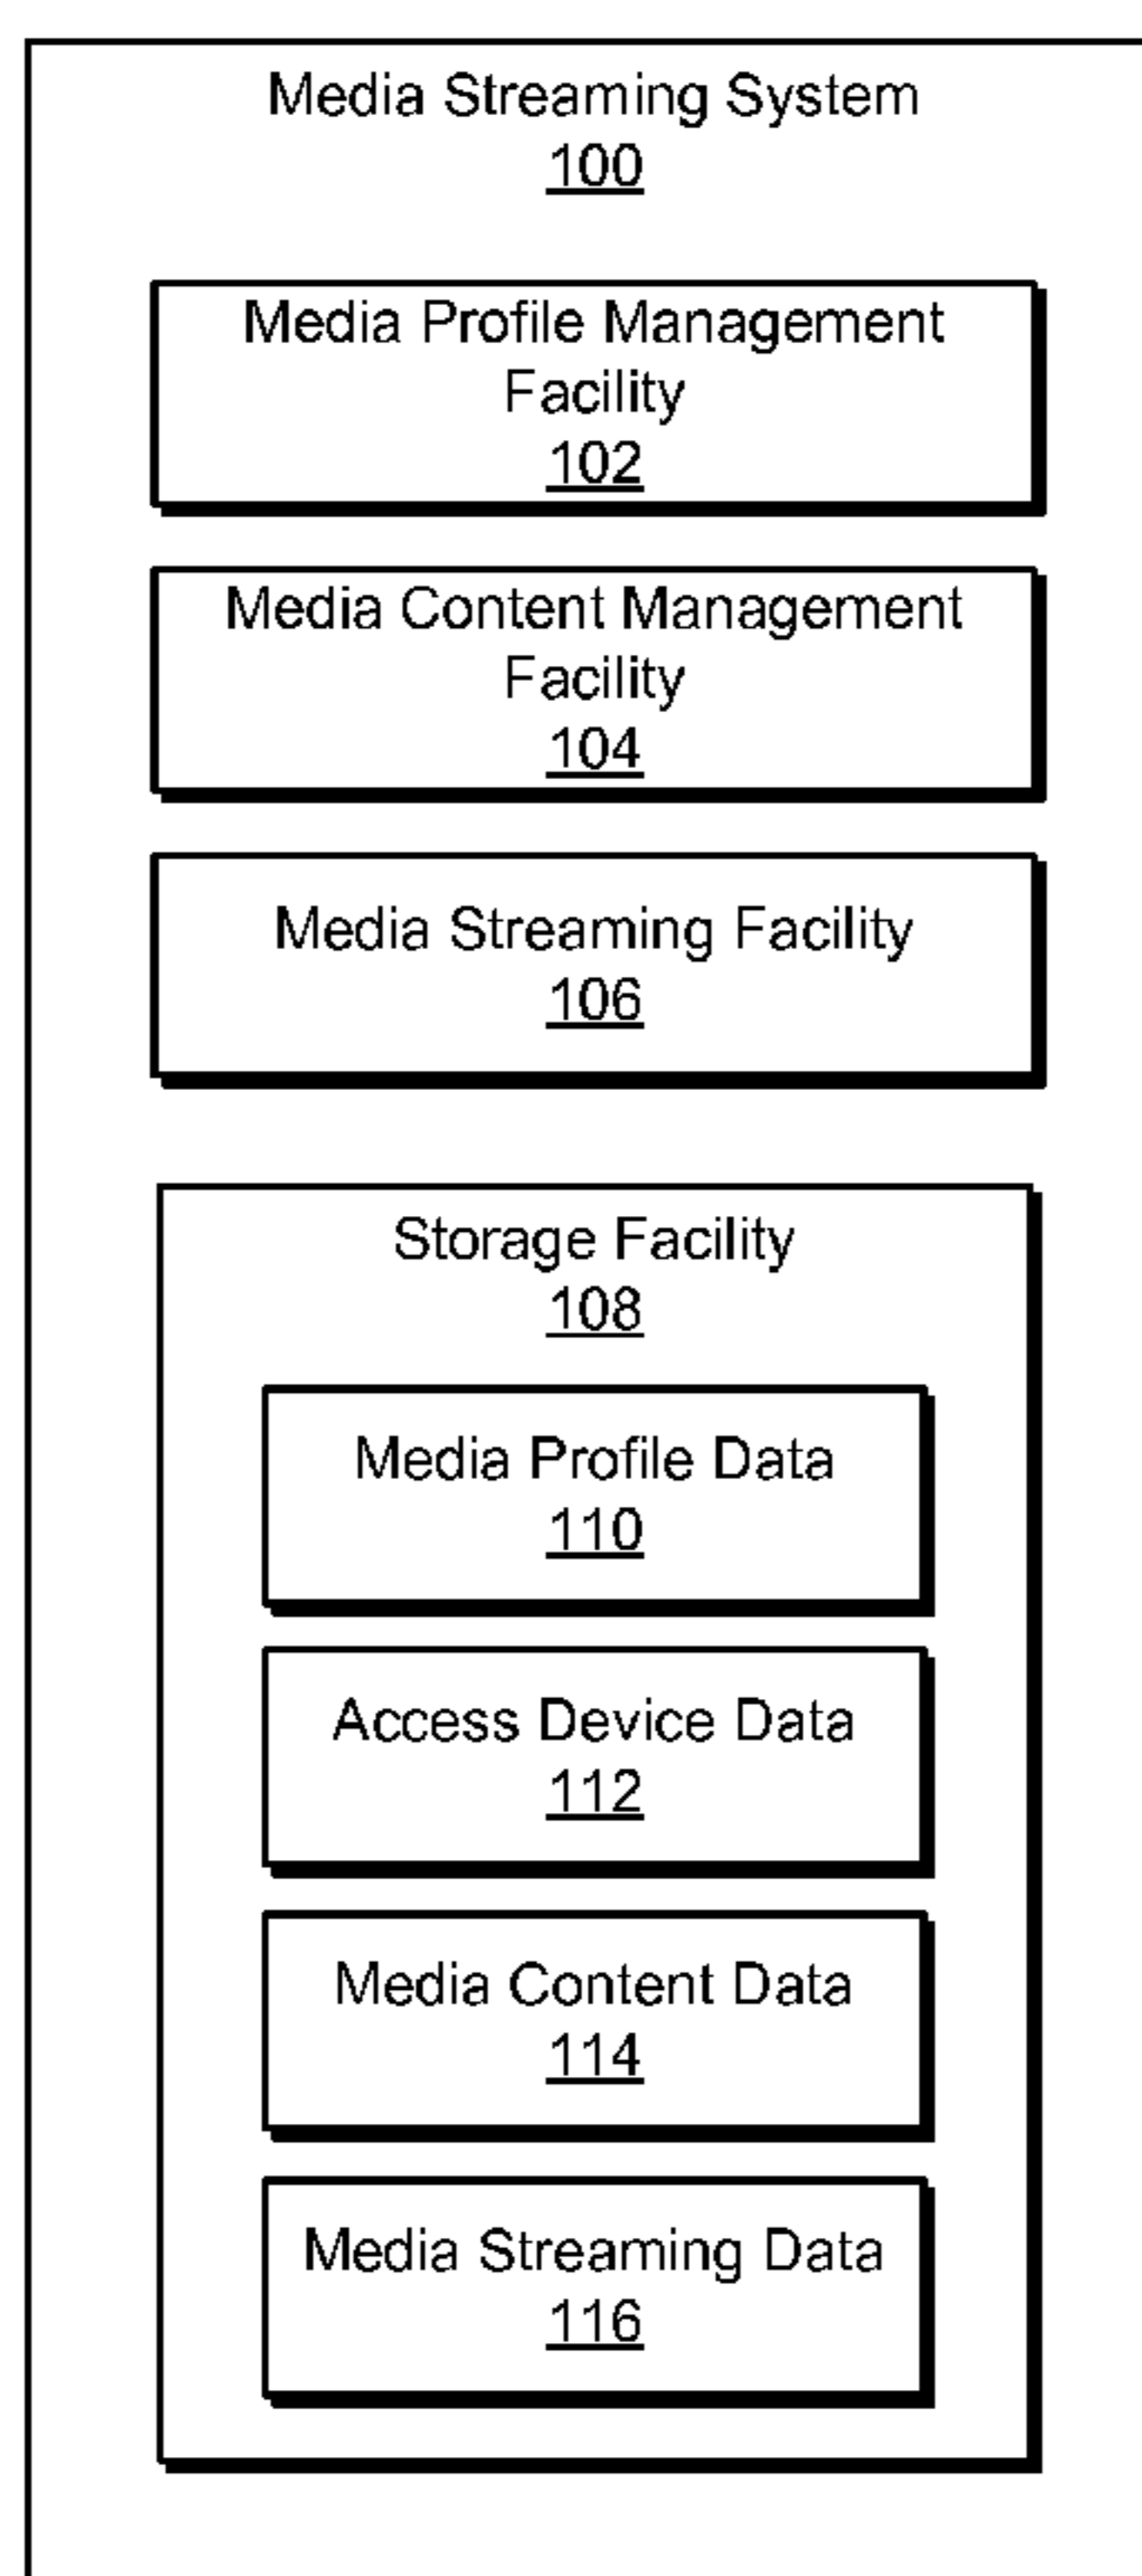 Media Streaming System
100
Media Profile Management
Facility
102
Media Content Management
Facility
104
Media Streaming Facility
106
Storage Facility
108
Media Profile Data
110
Access Device Data
112
Media Content Data
114
Media Streaming Data
116